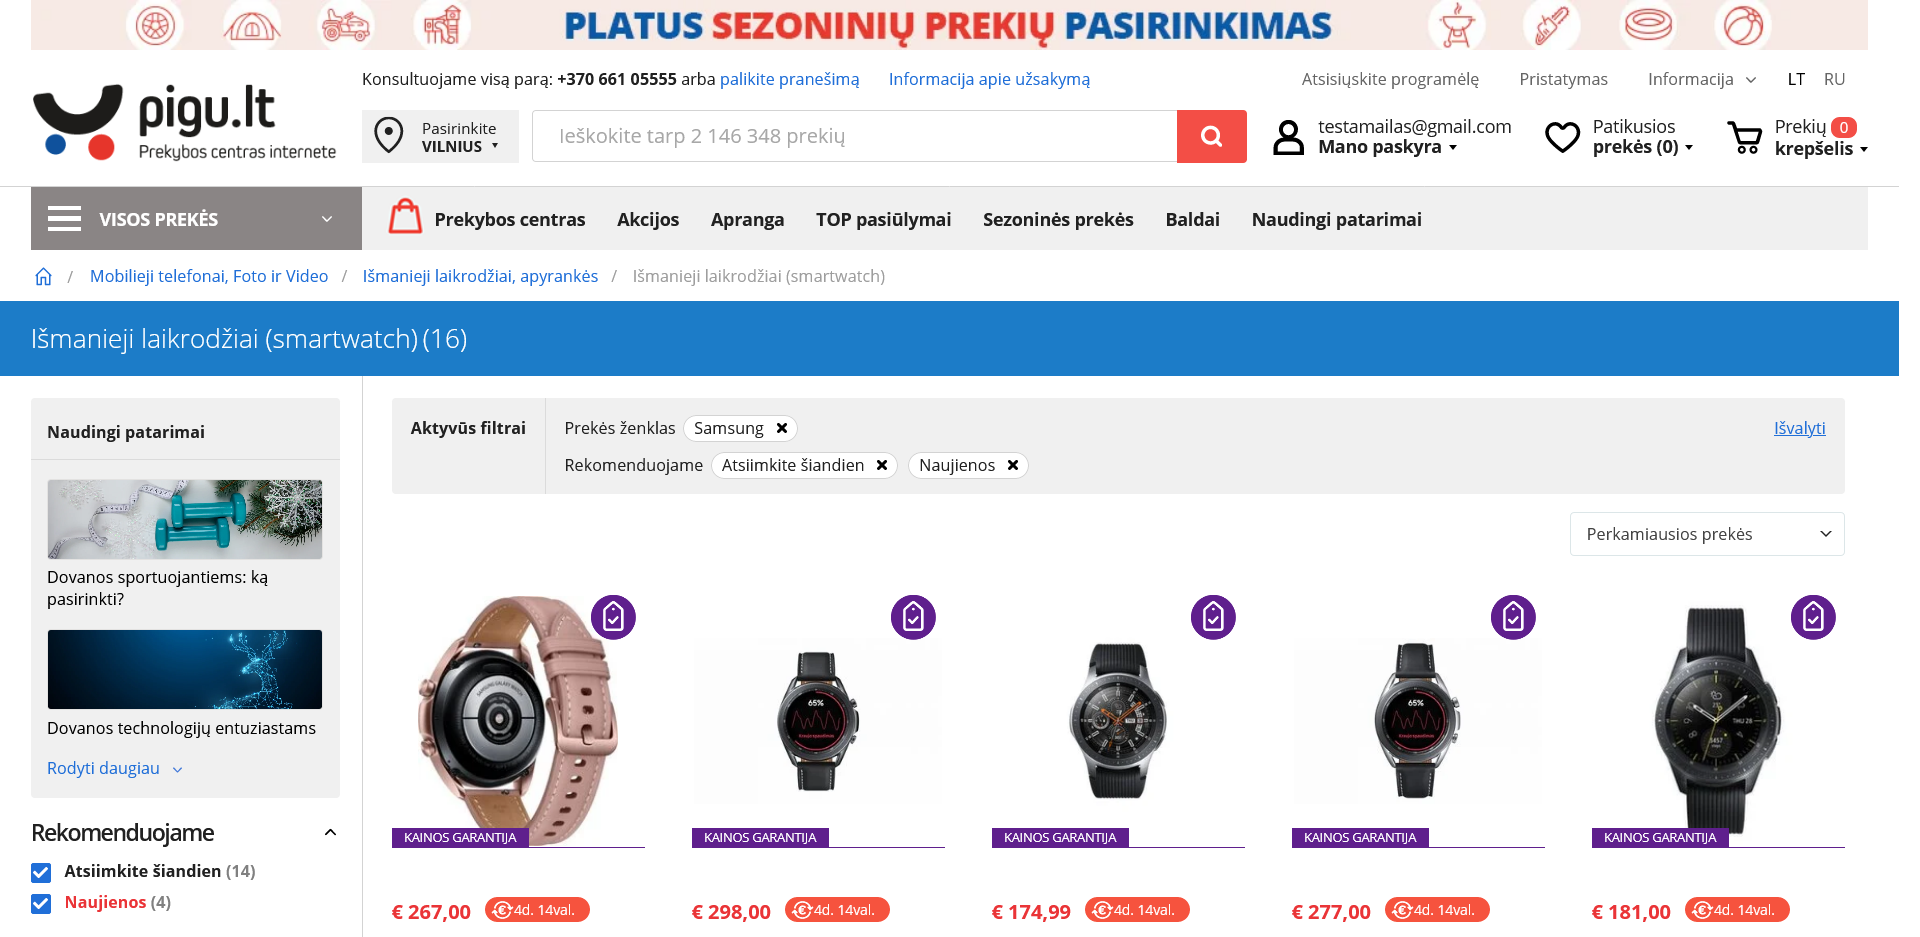 PLATUS SEZONINIŲ PREKIŲ PASIRINKIMAS
Konsultuojame visą parą: +370 661 05555 arba palikite pranešimą
Informacija apie užsakymą
Atsisiųskite programėlę
Pristatymas
Informacija
LT
RU
pigu.lt
Prekybos centras internete
Pasirinkite
VILNIUS
Ieškokite tarp 2 146 348 prekių
testamailas@gmail.com
Mano paskyra
Patikusios
prekės (0)
Prekių 0
krepšelis
VISOS PREKĖS
Prekybos centras
Akcijos
Apranga
TOP pasiūlymai
Sezoninės prekės
Baldai
Naudingi patarimai
/ Mobilieji telefonai, Foto ir Video / Išmanieji laikrodžiai, apyrankės / Išmanieji laikrodžiai (smartwatch)
Išmanieji laikrodžiai (smartwatch) (16)
Naudingi patarimai
Dovanos sportuojantiems: ką
pasirinkti?
Dovanos technologijų entuziastams
Rodyti daugiau
Rekomenduojame
Atsiimkite šiandien (14)
Naujienos (4)
Aktyvūs filtrai
Prekės ženklas Samsung
Išvalyti
Rekomenduojame Atsiimkite šiandien Naujienos
Perkamiausios prekės
SAMSUNG GALAXY WATCH
65%
65%
KAINOS GARANTIJA
KAINOS GARANTIJA
KAINOS GARANTIJA
KAINOS GARANTIJA
KAINOS GARANTIJA
€ 267,00 € 4d. 14val.
€ 298,00 € 4d. 14val.
€ 174,99 € 4d. 14val.
€ 277,00 € 4d. 14val.
€ 181,00 € 4d. 14val.